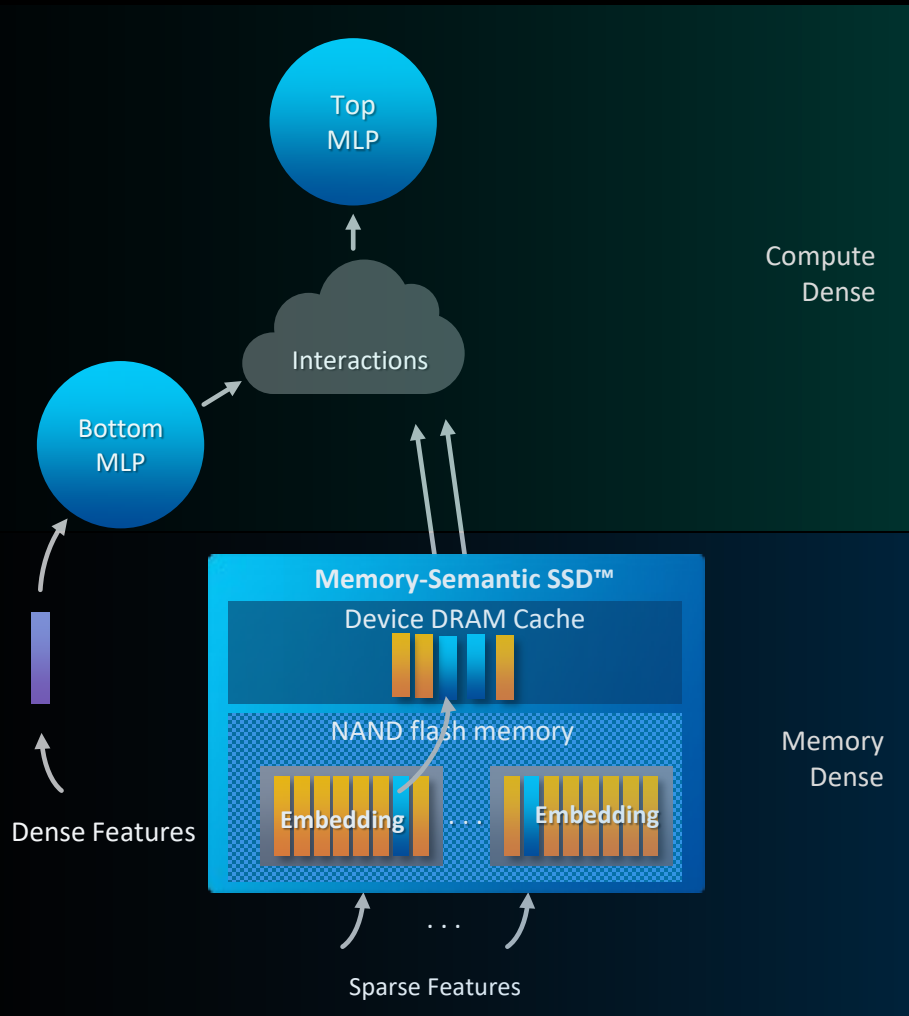 Top
MLP
Compute
Dense
Interactions
Bottom
MLP
Memory-Semantic SSD™
Device DRAM Cache
NAND flash memory
Memory
Dense
Embedding
. . . .
Embedding
Dense Features
. . .
Sparse Features